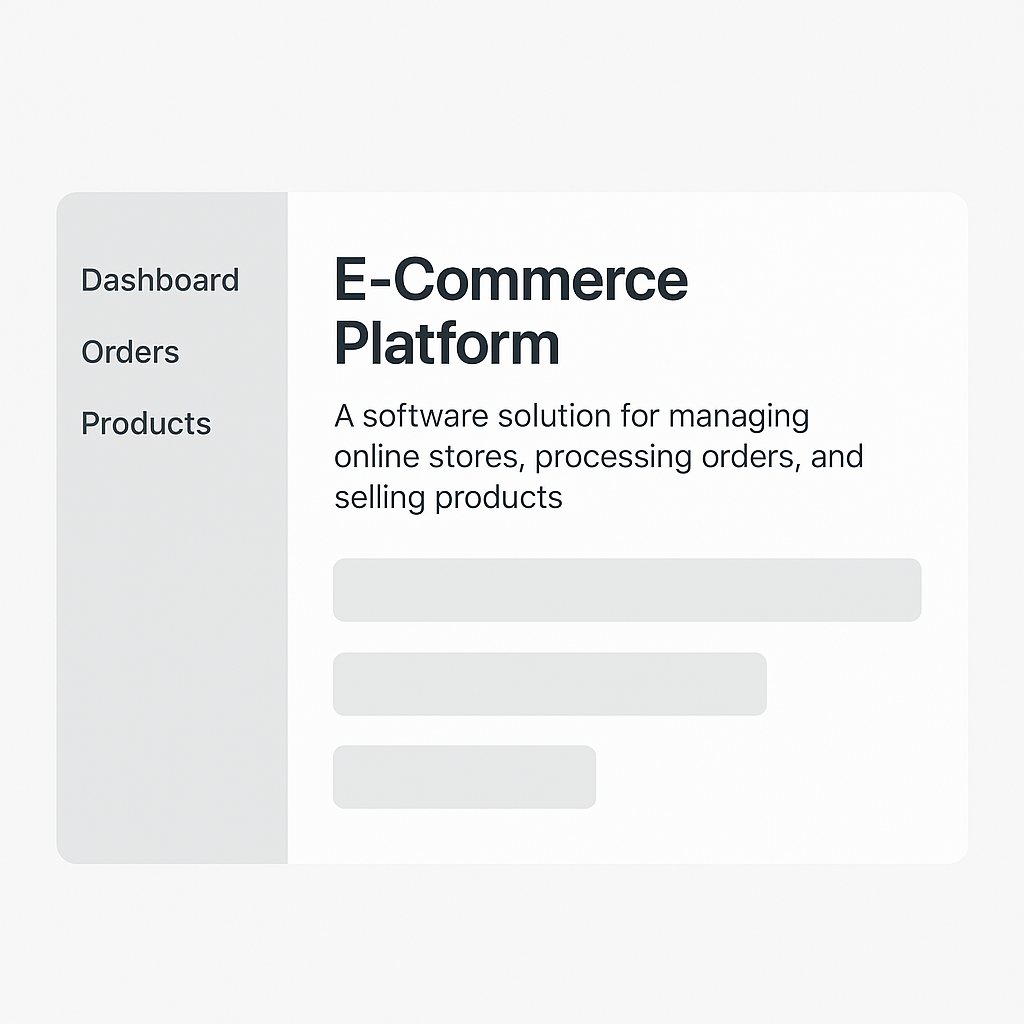 Dashboard
Orders
Products
E-Commerce
Platform
A software solution for managing
online stores, processing orders, and
selling products